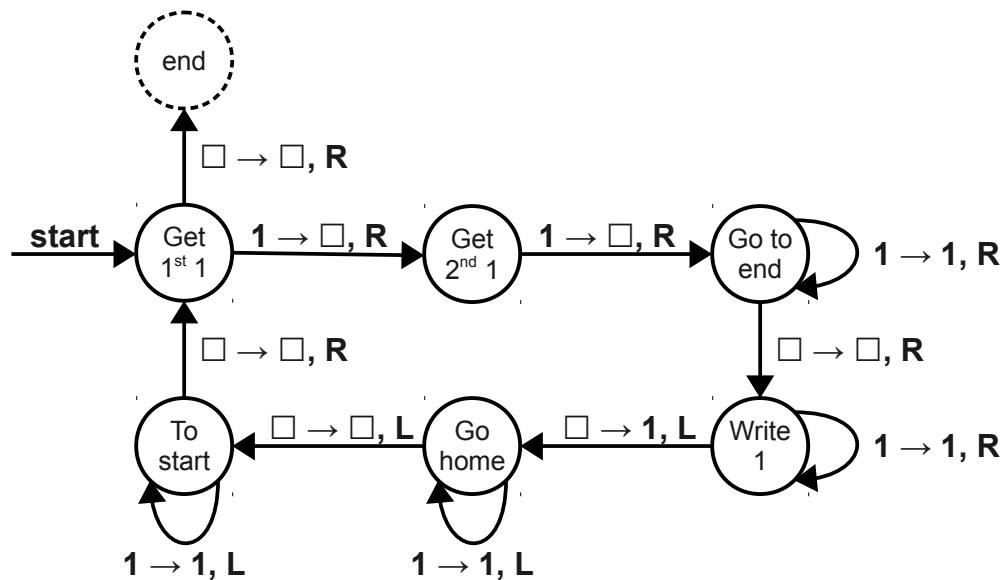 end
□ → □, R
start
Get
1st 1
1 → □, R
Get
2nd 1
1 → □, R
Go to
end
1 → 1, R
□ → □, R
□ → □, R
To
start
□ → □, L
Go
home
□ → 1, L
Write
1
1 → 1, R
1 → 1, L
1 → 1, L